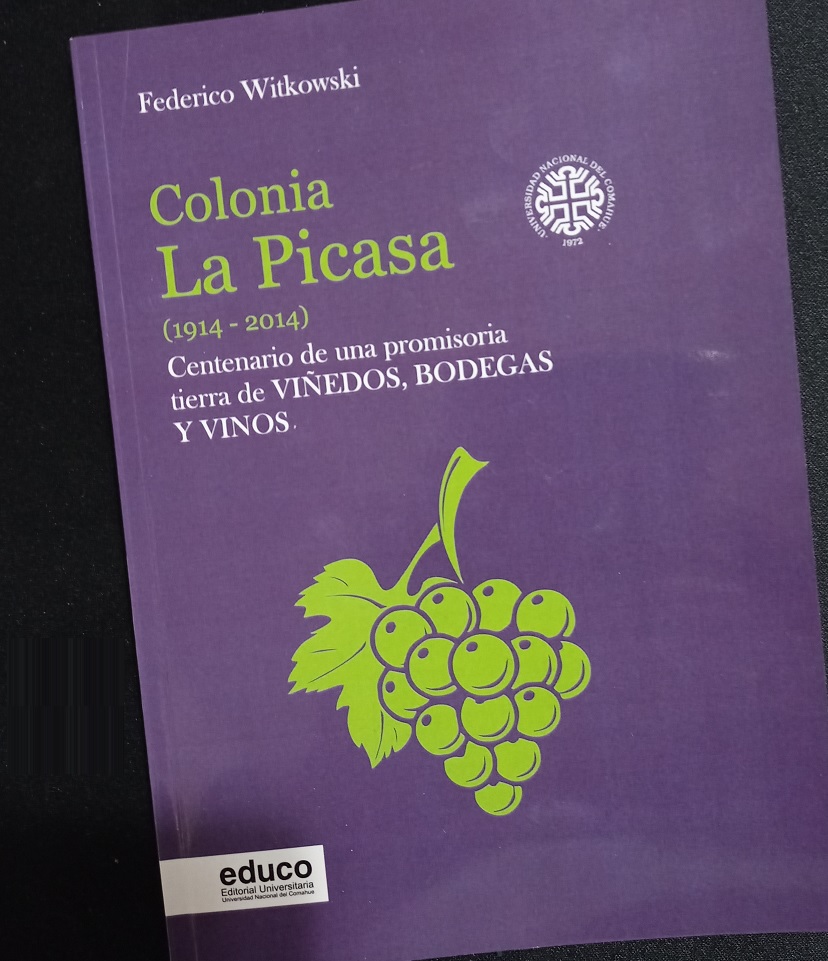 Federico Witkowski
Colonia
La Picasa
(1914 - 2014)
Centenario de una promisoria
tierra de VIÑEDOS, BODEGAS
Y VINOS.
UNIVERSIDAD NACIONAL DEL COMAHUE
1972
educo
Editorial Universitaria
Universidad Nacional del Comahue